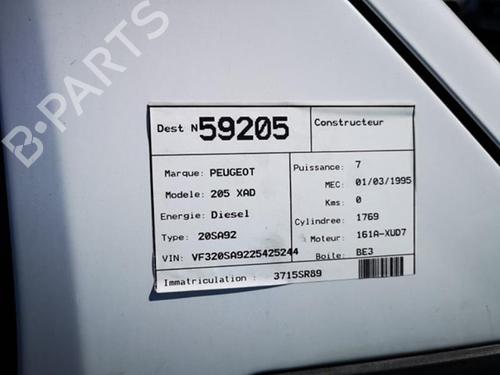 B-PARTS
Dest N 59205
Constructeur
Marque: PEUGEOT
Modele: 205 XAD
Energie: Diesel
Type: 20SA92
VIN: VF320SA9225425244
Puissance: 7
MEC: 01/03/1995
Kms: 0
Cylindree: 1769
Moteur: 161A-XUD7
Boite: BE3
Immatriculation : 3715SR89